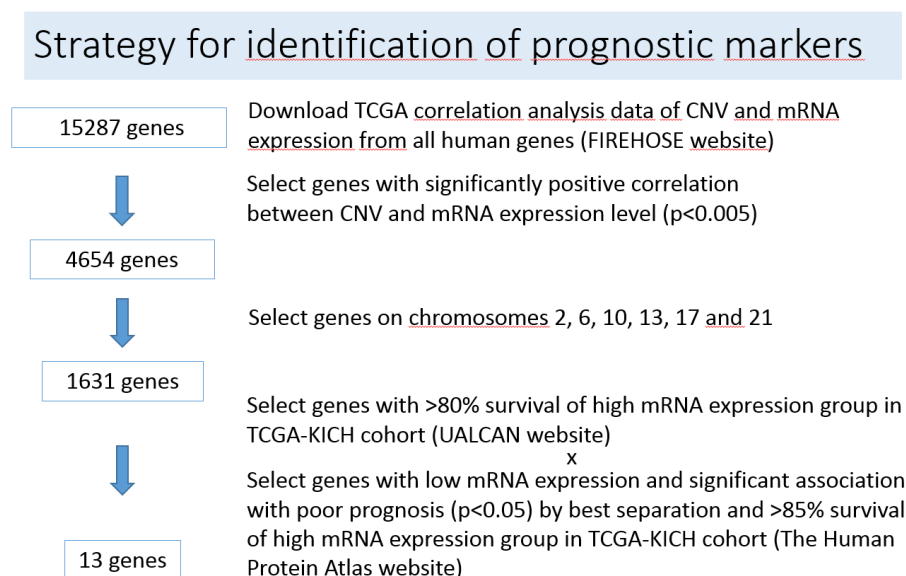 Strategy for identification of prognostic markers
15287 genes
Download TCGA correlation analysis data of CNV and mRNA
expression from all human genes (FIREHOSE website)
Select genes with significantly positive correlation
between CNV and mRNA expression level (p<0.005)
4654 genes
Select genes on chromosomes 2, 6, 10, 13, 17 and 21
1631 genes
Select genes with >80% survival of high mRNA expression group in
TCGA-KICH cohort (UALCAN website)
x
Select genes with low mRNA expression and significant association
with poor prognosis (p<0.05) by best separation and >85% survival
of high mRNA expression group in TCGA-KICH cohort (The Human
Protein Atlas website)
13 genes